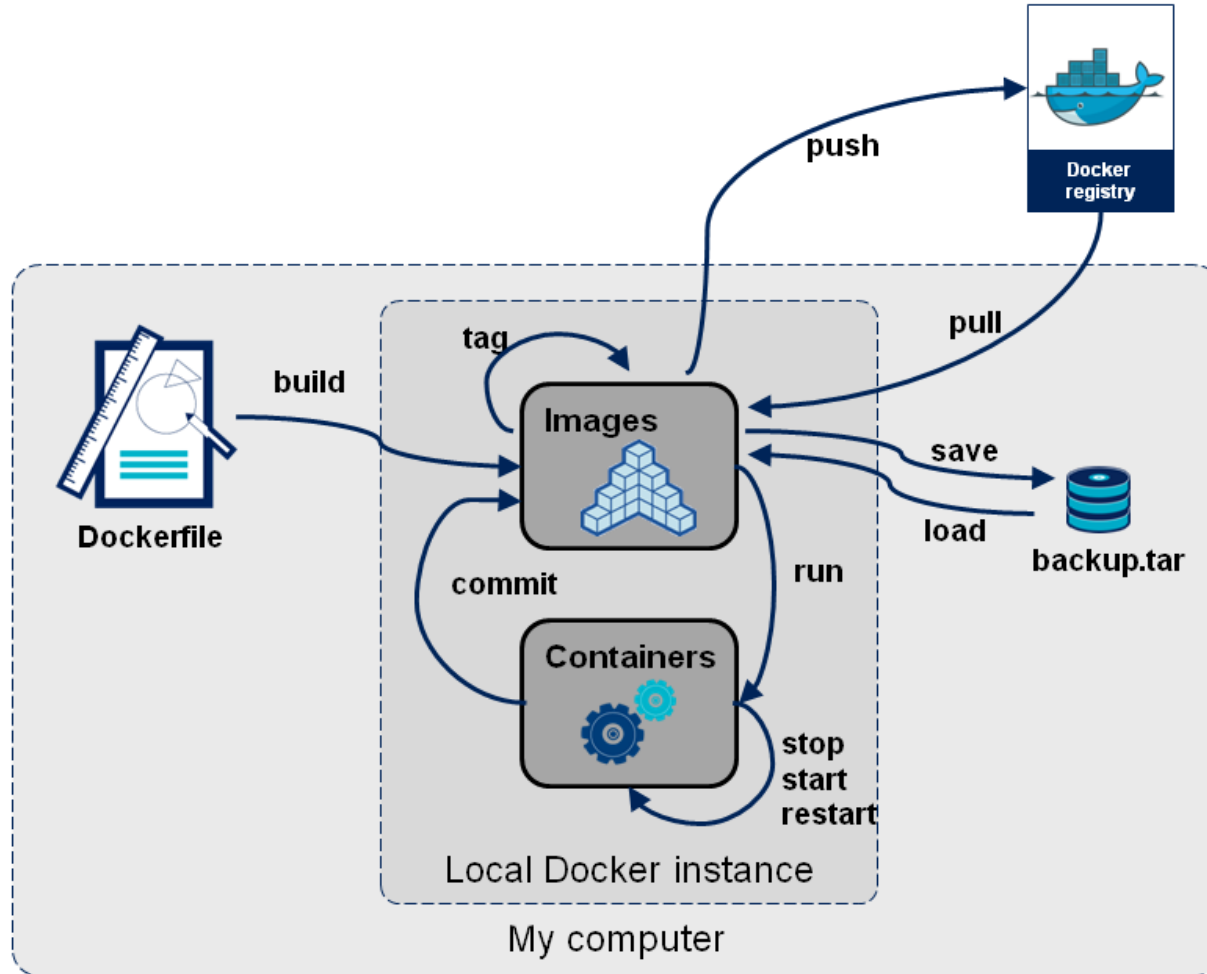 push
Docker
registry
pull
tag
build
Images
save
load
backup.tar
Dockerfile
commit
run
Containers
stop
start
restart
Local Docker instance
My computer